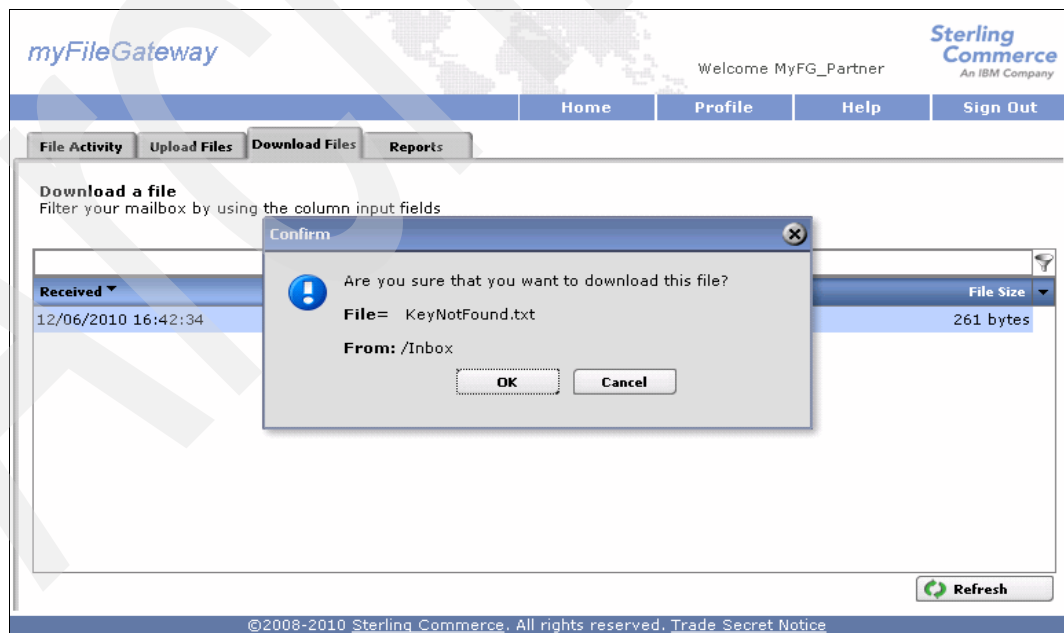 myFileGateway
Sterling
Commerce
An IBM Company
Welcome MyFG_Partner
Home Profile Help Sign Out
File Activity Upload Files Download Files Reports
Download a file
Filter your mailbox by using the column input fields
Confirm
Are you sure that you want to download this file?
File= KeyNotFound.txt
From: /Inbox
OK Cancel
Received File Size
12/06/2010 16:42:34 261 bytes
Refresh
©2008-2010 Sterling Commerce. All rights reserved. Trade Secret Notice